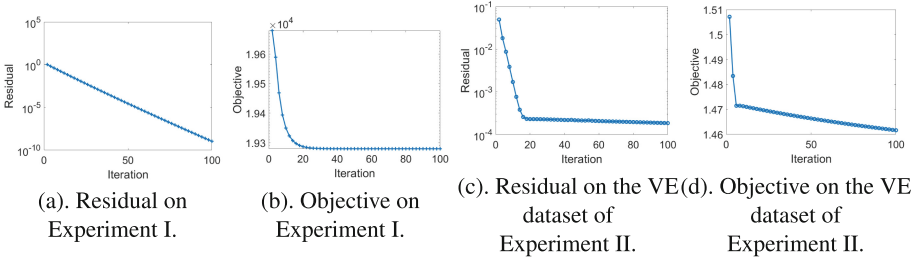 10^5
10^0
10^-5
10^-10
0
50
100
Residual
Iteration
(a). Residual on
Experiment I.
× 10^4
1.96
1.95
1.94
1.93
0
20
40
60
80
100
Objective
Iteration
(b). Objective on
Experiment I.
10^-1
10^-2
10^-3
10^-4
0
20
40
60
80
100
Residual
Iteration
(c). Residual on the VE
dataset of
Experiment II.
1.51
1.5
1.49
1.48
1.47
1.46
0
50
100
Objective
Iteration
(d). Objective on the VE
dataset of
Experiment II.